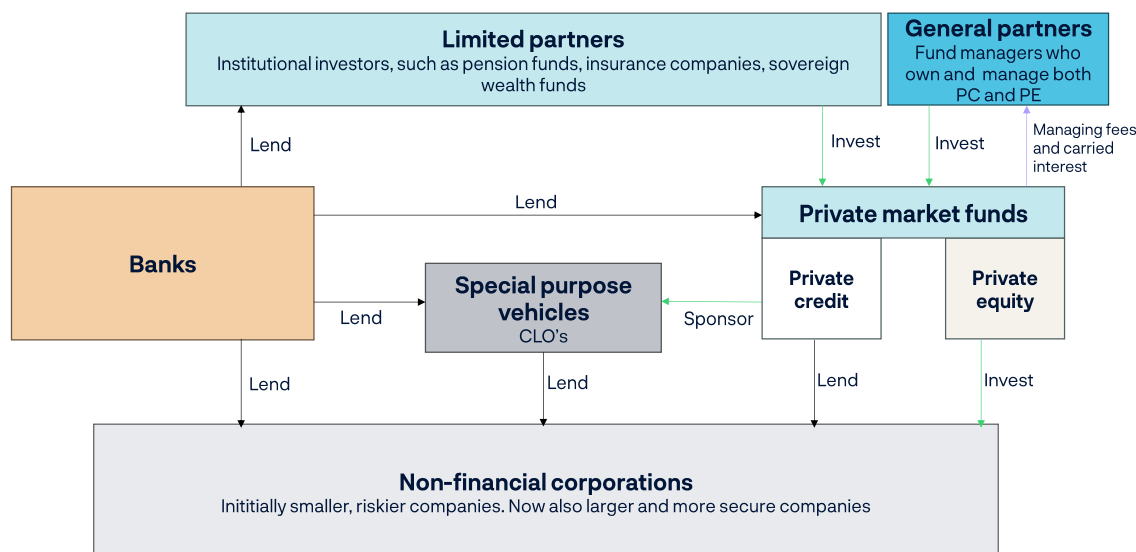 Limited partners
Institutional investors, such as pension funds, insurance companies, sovereign
wealth funds
General partners
Fund managers who
own and manage both
PC and PE
Lend
Invest
Invest
Managing fees
and carried
interest
Banks
Lend
Private market funds
Special purpose
vehicles
CLO's
Private
credit
Private
equity
Lend
Sponsor
Lend
Lend
Lend
Invest
Non-financial corporations
Inititially smaller, riskier companies. Now also larger and more secure companies